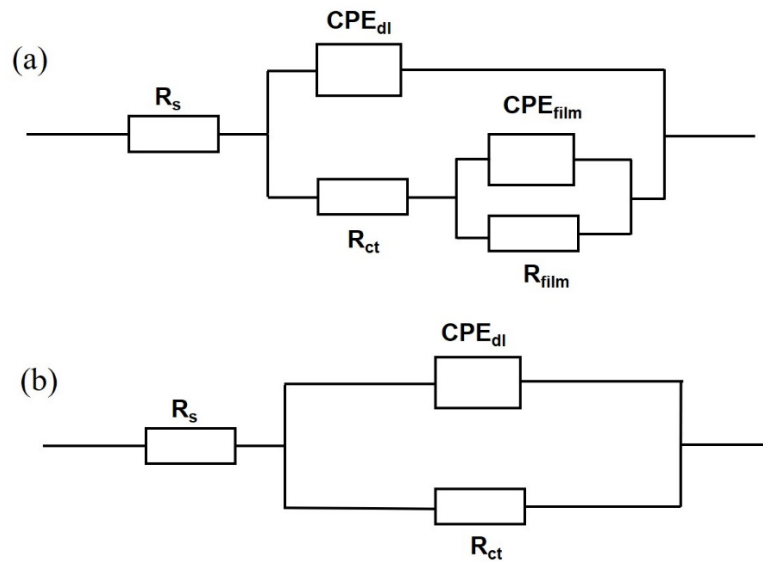 (a)
CPEdl
Rs
CPEfilm
Rct
Rfilm
(b)
CPEdl
Rs
Rct